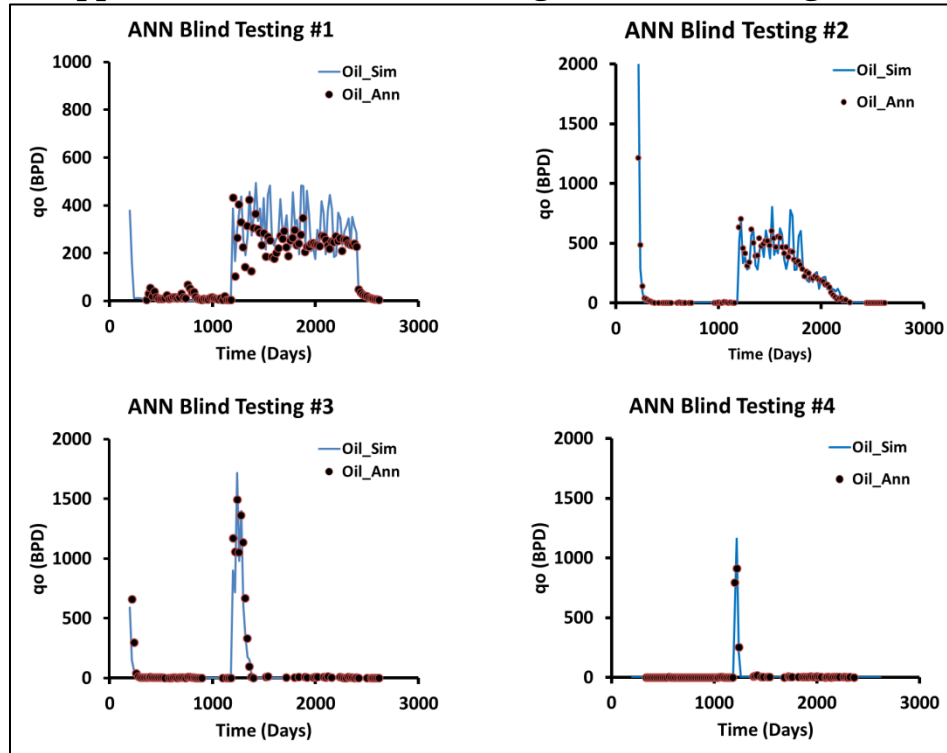 ANN Blind Testing #1
1000
800
600
400
200
0
qo (BPD)
Oil_Sim
Oil_Ann
0 1000 2000 3000
Time (Days)
ANN Blind Testing #2
2000
1500
1000
500
0
qo (BPD)
Oil_Sim
Oil_Ann
0 1000 2000 3000
Time (Days)
ANN Blind Testing #3
2000
1500
1000
500
0
qo (BPD)
Oil_Sim
Oil_Ann
0 1000 2000 3000
Time (Days)
ANN Blind Testing #4
2000
1500
1000
500
0
qo (BPD)
Oil_Sim
Oil_Ann
0 1000 2000 3000
Time (Days)